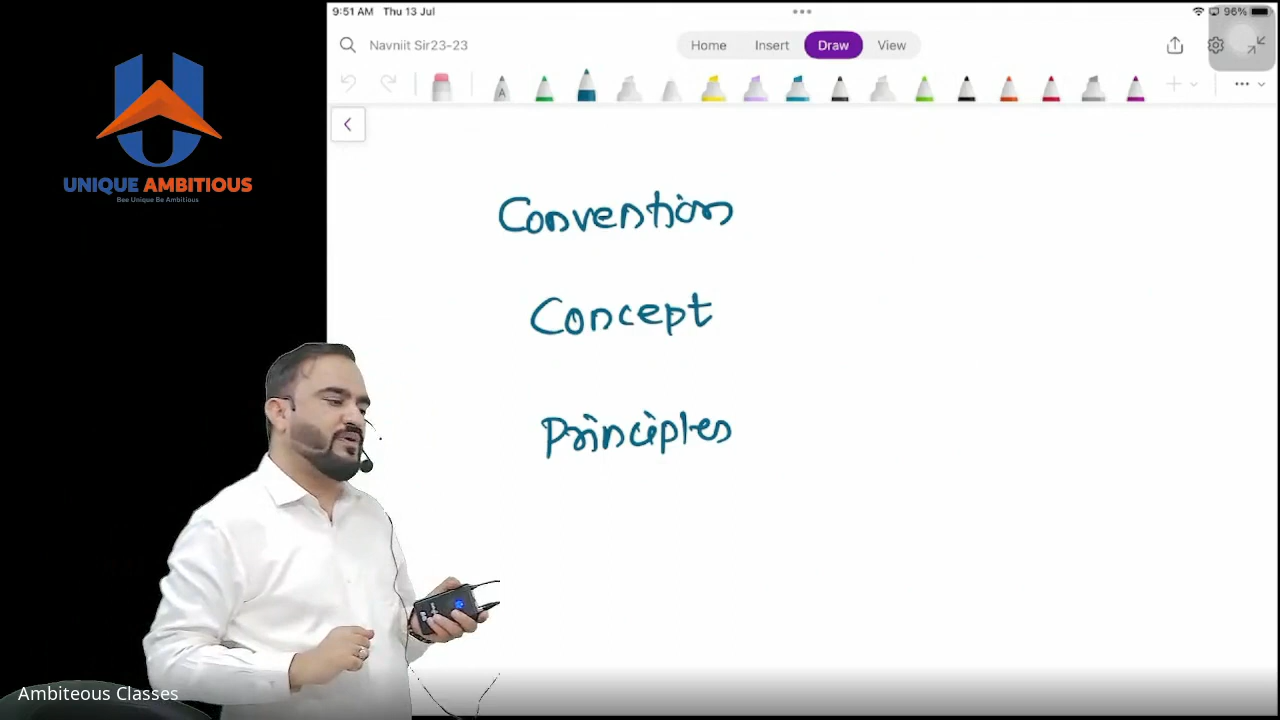 9:51 AM Thu 13 Jul
96%
Navniit Sir23-23
Home Insert Draw View
A
UNIQUE AMBITIOUS
Bee Unique Be Ambitious
Convention
Concept
Principles
Ambiteous Classes